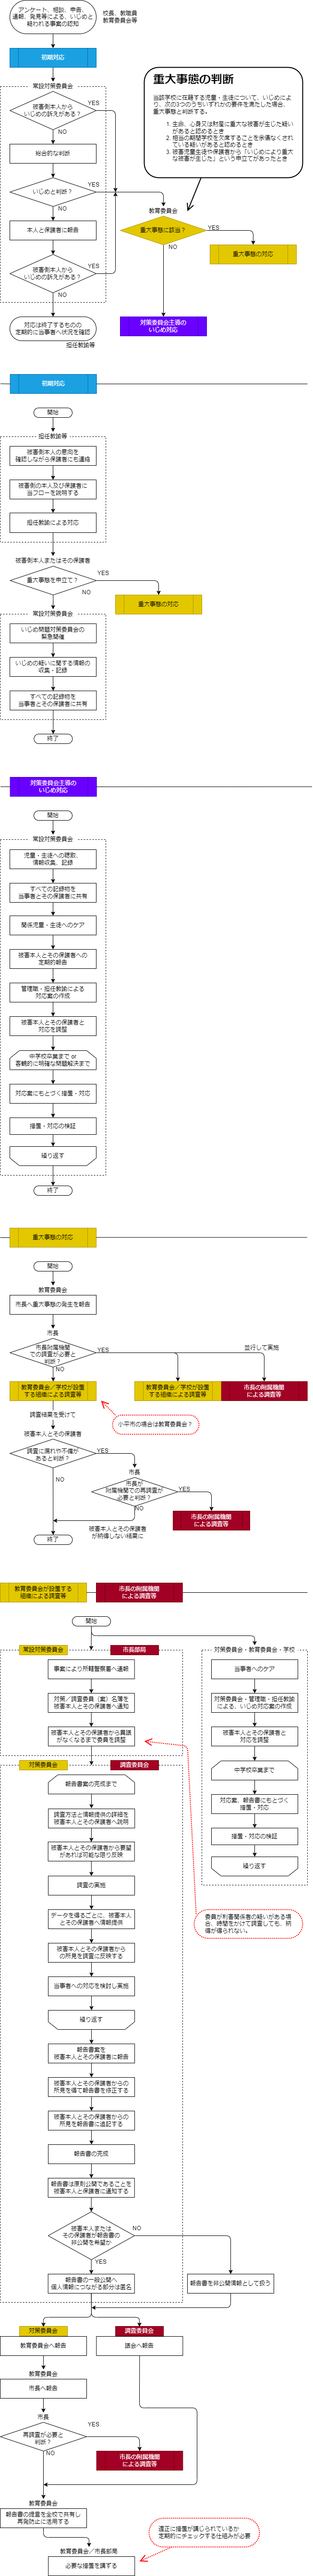 アンケート、相談、申告、
通報、発見等による、いじめと
疑われる事案の認知
校長、教職員
教育委員会等
初期対応
常設対策委員会
被害側本人から
いじめの訴えがある？
YES
NO
総合的な判断
いじめと判断？
YES
NO
本人と保護者に報告
被害側本人から
いじめの訴えがある？
YES
NO
対応は終了するものの
定期的に当事者へ状況を確認
担任教諭等
重大事態の判断
当該学校に在籍する児童・生徒について、いじめによ
り、次の3つのうちいずれかの要件を満たした場合、
重大事態と判断する。
1. 生命、心身又は財産に重大な被害が生じた疑い
があると認めるとき
2. 相当の期間学校を欠席することを余儀なくされ
ている疑いがあると認めるとき
3. 被害児童生徒や保護者から「いじめにより重大
な被害が生じた」という申立てがあったとき
教育委員会
重大事態に該当？
YES
NO
重大事態の対応
対策委員会主導の
いじめ対応
初期対応
開始
担任教諭等
被害側本人の意向を
確認しながら保護者にも連絡
被害側の本人及び保護者に
当フローを説明する
担任教諭による対応
被害側本人またはその保護者
重大事態を申立て？
YES
NO
重大事態の対応
常設対策委員会
いじめ問題対策委員会の
緊急開催
いじめの疑いに関する情報の
収集・記録
すべての記録物を
当事者とその保護者に共有
終了
対策委員会主導の
いじめ対応
開始
常設対策委員会
児童・生徒への聴取、
情報収集、記録
すべての記録物を
当事者とその保護者に共有
関係児童・生徒へのケア
被害本人とその保護者への
定期的報告
管理職・担任教諭による
対応案の作成
被害本人とその保護者と
対応を調整
中学校卒業まで or
客観的に明確な問題解決まで
対応案にもとづく措置・対応
措置・対応の検証
繰り返す
終了
重大事態の対応
開始
教育委員会
市長へ重大事態の発生を報告
市長
市長附属機関
での調査が必要と
判断？
YES
NO
並行して実施
教育委員会／学校が設置
する組織による調査等
教育委員会／学校が設置
する組織による調査等
市長の附属機関
による調査等
小平市の場合は教育委員会？
調査結果を受けて
被害本人とその保護者
調査に漏れや不備が
あると判断？
YES
NO
市長
市長が
附属機関での再調査が
必要と判断？
YES
NO
市長の附属機関
による調査等
被害本人とその保護者
が納得しない結果に
終了
教育委員会が設置する
組織による調査等
市長の附属機関
による調査等
開始
常設対策委員会
市長部局
事案により所轄警察署へ通報
対策／調査委員（案）名簿を
被害本人とその保護者へ通知
被害本人とその保護者から異議
がなくなるまで委員を調整
対策委員会・教育委員会・学校
当事者へのケア
対策委員会・管理職・担任教諭
による、いじめ対応案の作成
被害本人とその保護者と
対応を調整
中学校卒業まで
対応案、報告書にもとづく
措置・対応
措置・対応の検証
繰り返す
対策委員会
調査委員会
報告書案の完成まで
調査方法と情報提供の詳細を
被害本人とその保護者へ説明
被害本人とその保護者から要望
があれば可能な限り反映
調査の実施
データを得るごとに、被害本人
とその保護者へ情報提供
被害本人とその保護者から
の所見を調査に反映する
当事者への対応を検討し実施
繰り返す
委員が利害関係者の疑いがある場
合、時間をかけて調査しても、納
得が得られない。
報告書案を
被害本人とその保護者に報告
被害本人とその保護者からの
所見を得て報告書を修正する
被害本人とその保護者からの
所見を報告書に追記する
報告書の完成
報告書は原則公開であることを
被害本人と保護者に通知する
被害本人または
その保護者が報告書の
非公開を希望か
NO
YES
報告書の一般公開へ
個人情報につながる部分は匿名
報告書を非公開情報として扱う
対策委員会
調査委員会
教育委員会へ報告
議会へ報告
教育委員会
市長へ報告
市長
再調査が必要と
判断？
YES
NO
市長の附属機関
による調査等
教育委員会
報告書の提言を全校で共有し
再発防止に活用する
適正に措置が講じられているか
定期的にチェックする仕組みが必要
教育委員会／市長部局
必要な措置を講ずる